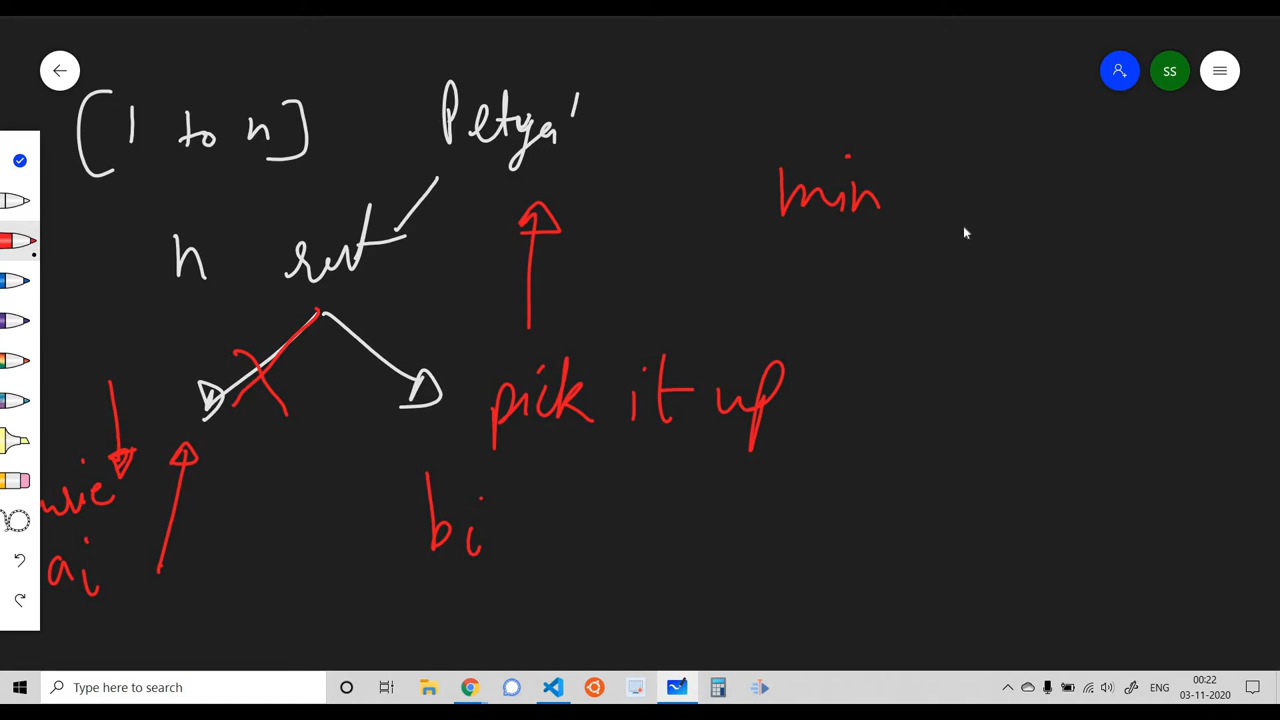 SS
[1 to n]
Petya'
min
n rest
pick it up
ai
bi
Type here to search
ENG
00:22
03-11-2020